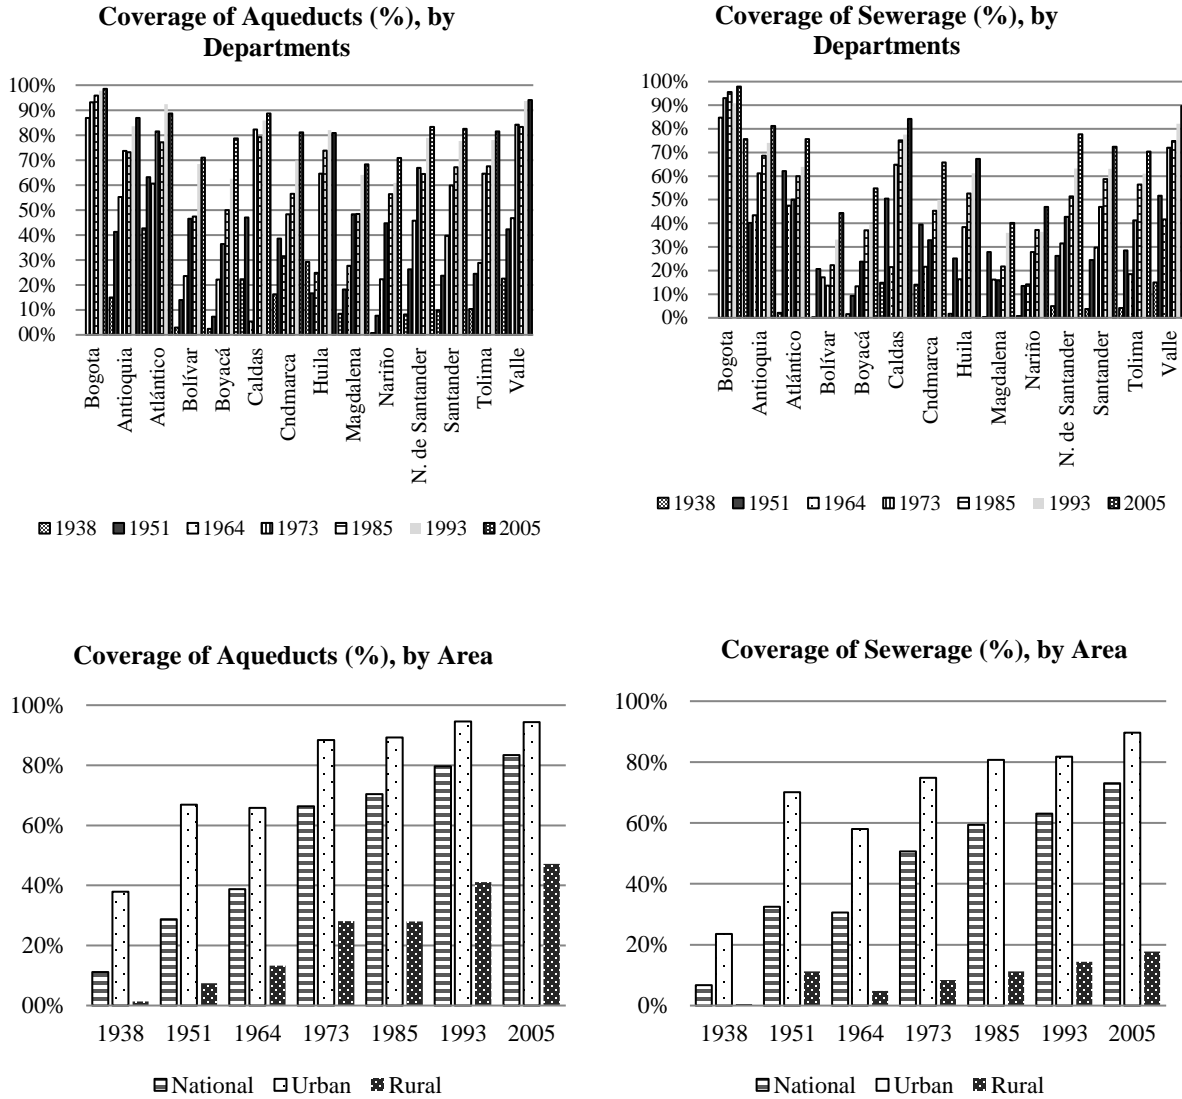 Coverage of Aqueducts (%), by
Departments
100%
90%
80%
70%
60%
50%
40%
30%
20%
10%
00%
Bogota
Antioquia
Atlántico
Bolívar
Boyacá
Caldas
Cndmarca
Huila
Magdalena
Nariño
N. de Santander
Santander
Tolima
Valle
1938 1951 1964 1973 1985 1993 2005
Coverage of Sewerage (%), by
Departments
100%
90%
80%
70%
60%
50%
40%
30%
20%
10%
0%
Bogota
Antioquia
Atlántico
Bolívar
Boyacá
Caldas
Cndmarca
Huila
Magdalena
Nariño
N. de Santander
Santander
Tolima
Valle
1938 1951 1964 1973 1985 1993 2005
Coverage of Aqueducts (%), by Area
100%
80%
60%
40%
20%
00%
1938 1951 1964 1973 1985 1993 2005
National Urban Rural
Coverage of Sewerage (%), by Area
100%
80%
60%
40%
20%
0%
1938 1951 1964 1973 1985 1993 2005
National Urban Rural